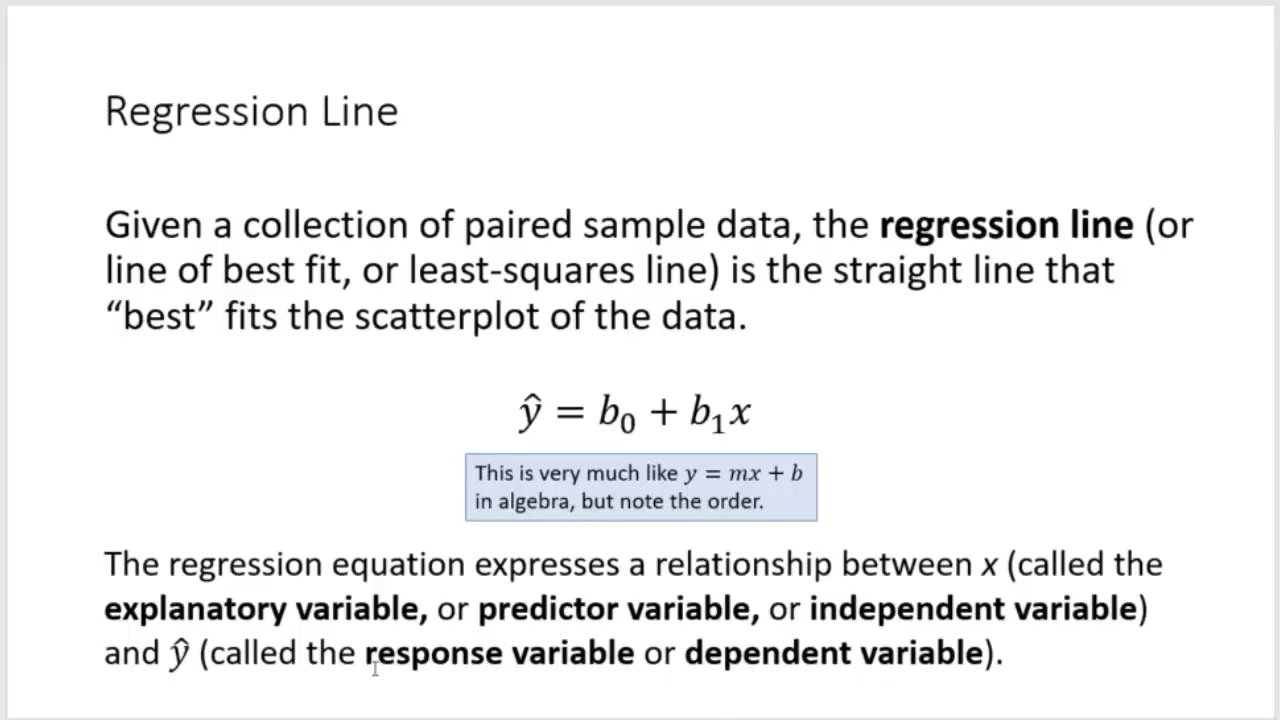 Regression Line
Given a collection of paired sample data, the regression line (or
line of best fit, or least-squares line) is the straight line that
“best” fits the scatterplot of the data.
ŷ = b₀ + b₁x
This is very much like y = mx + b
in algebra, but note the order.
The regression equation expresses a relationship between x (called the
explanatory variable, or predictor variable, or independent variable)
and ŷ (called the response variable or dependent variable).